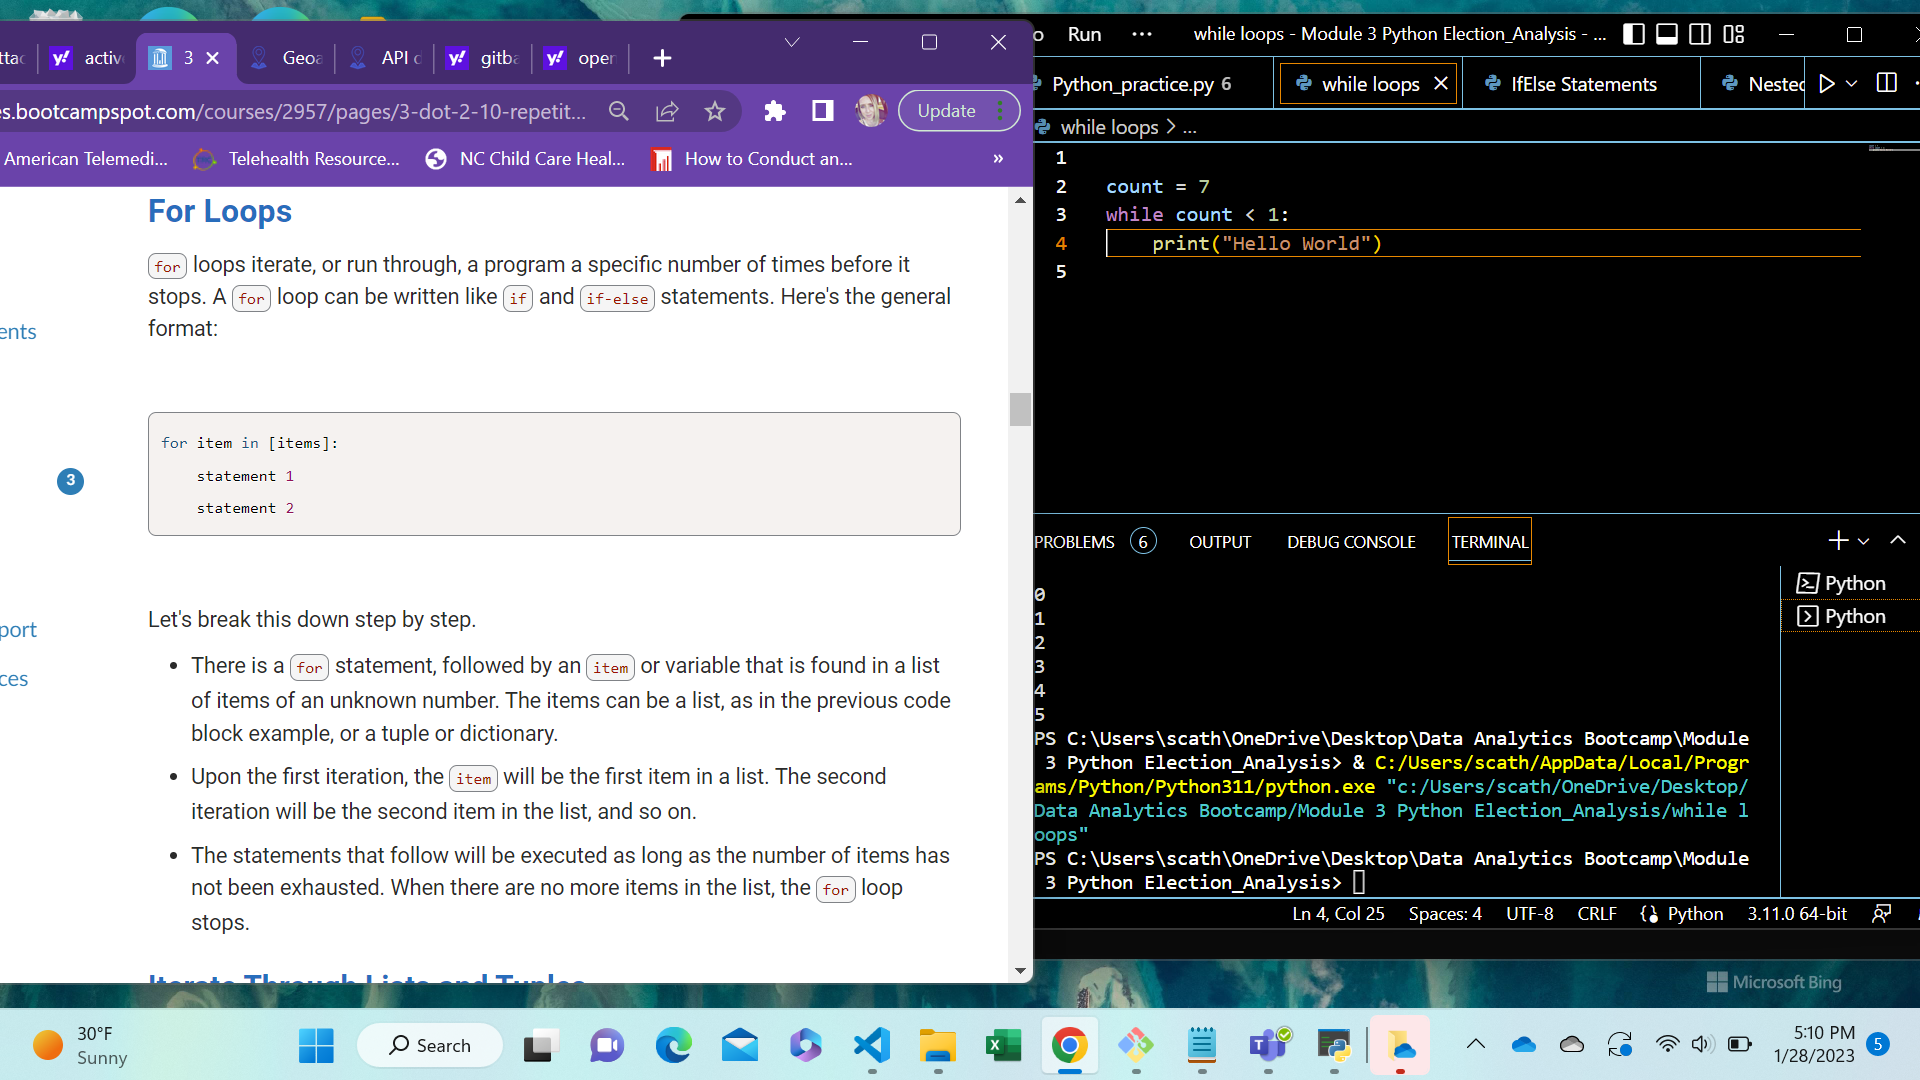 ttac
activ
3
Geoa
API c
gitba
oper
s.bootcampspot.com/courses/2957/pages/3-dot-2-10-repetit...
Update
American Telemedi...
Telehealth Resource...
NC Child Care Heal...
How to Conduct an...
»
For Loops
for loops iterate, or run through, a program a specific number of times before it
stops. A for loop can be written like if and if-else statements. Here's the general
format:
ents
for item in [items]:
statement 1
statement 2
3
Let's break this down step by step.
port
There is a for statement, followed by an item or variable that is found in a list
of items of an unknown number. The items can be a list, as in the previous code
block example, or a tuple or dictionary.
ces
Upon the first iteration, the item will be the first item in a list. The second
iteration will be the second item in the list, and so on.
The statements that follow will be executed as long as the number of items has
not been exhausted. When there are no more items in the list, the for loop
stops.
Iterate Through Lists and Tuples
o Run ... while loops - Module 3 Python Election_Analysis - ...
Python_practice.py 6
while loops
IfElse Statements
Nested
while loops > ...
1
2 count = 7
3 while count < 1:
4 print("Hello World")
5
PROBLEMS 6 OUTPUT DEBUG CONSOLE TERMINAL
Python
Python
0
1
2
3
4
5
PS C:\Users\scath\OneDrive\Desktop\Data Analytics Bootcamp\Module
3 Python Election_Analysis> & C:/Users/scath/AppData/Local/Progr
ams/Python/Python311/python.exe "c:/Users/scath/OneDrive/Desktop/
Data Analytics Bootcamp/Module 3 Python Election_Analysis/while l
oops"
PS C:\Users\scath\OneDrive\Desktop\Data Analytics Bootcamp\Module
3 Python Election_Analysis>
Ln 4, Col 25 Spaces: 4 UTF-8 CRLF Python 3.11.0 64-bit
Microsoft Bing
30°F
Sunny
Search
5:10 PM
1/28/2023
5